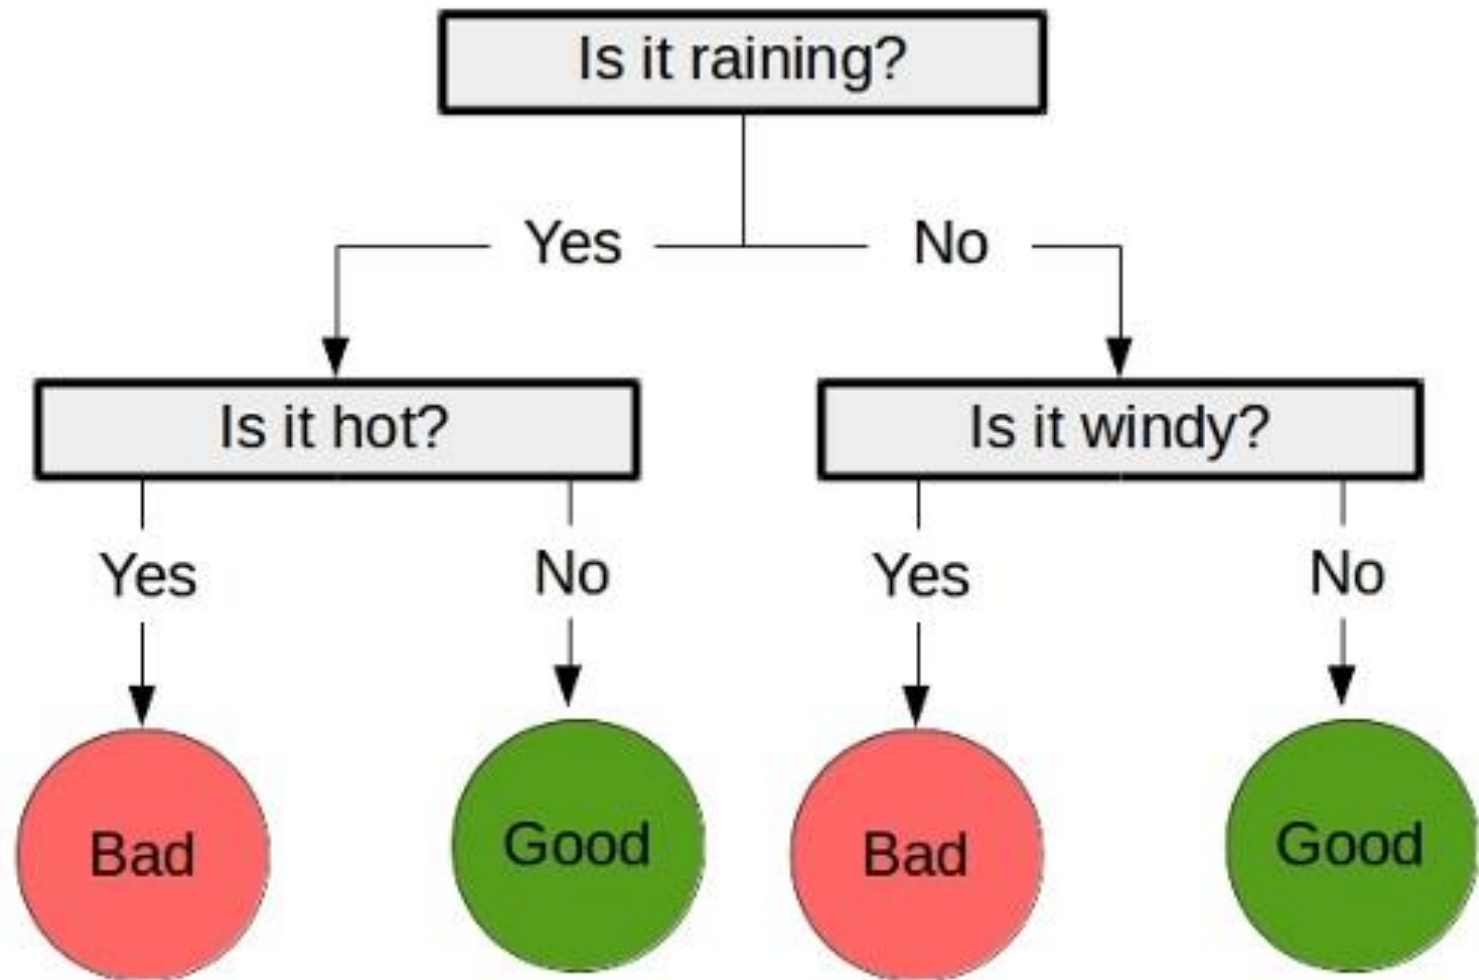 Is it raining?
Yes
No
Is it hot?
Is it windy?
Yes
No
Yes
No
Bad
Good
Bad
Good